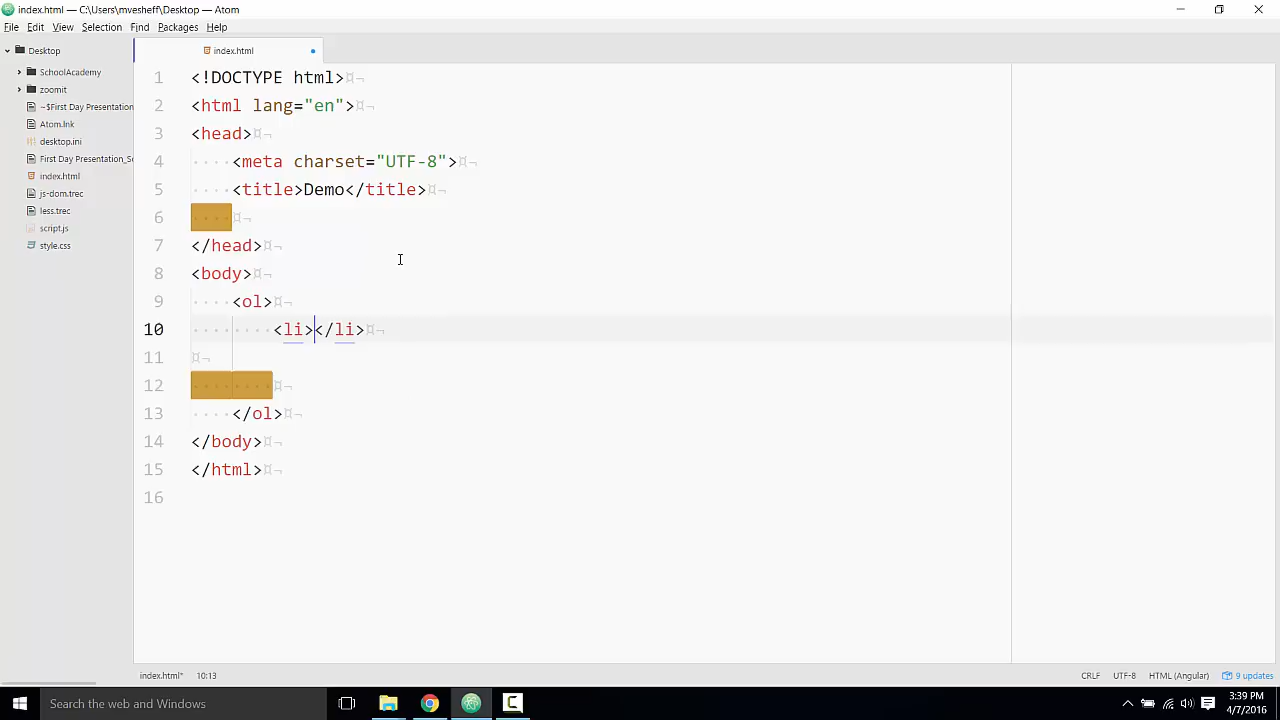 index.html — C:\Users\mvesheff\Desktop — Atom
File Edit View Selection Find Packages Help
Desktop
SchoolAcademy
zoomit
~$First Day Presentation
Atom.lnk
desktop.ini
First Day Presentation_S
index.html
js-dom.trec
less.trec
script.js
style.css
index.html
1 <!DOCTYPE html>¤¬
2 <html lang="en">¤¬
3 <head>¤¬
4 ····<meta charset="UTF-8">¤¬
5 ····<title>Demo</title>¤¬
6 ····¤¬
7 </head>¤¬
8 <body>¤¬
9 ····<ol>¤¬
10 ········<li></li>¤¬
11 ¤¬
12 ········¤¬
13 ····</ol>¤¬
14 </body>¤¬
15 </html>¤¬
16
index.html* 10:13 CRLF UTF-8 HTML (Angular) 9 updates
Search the web and Windows
3:39 PM
4/7/2016